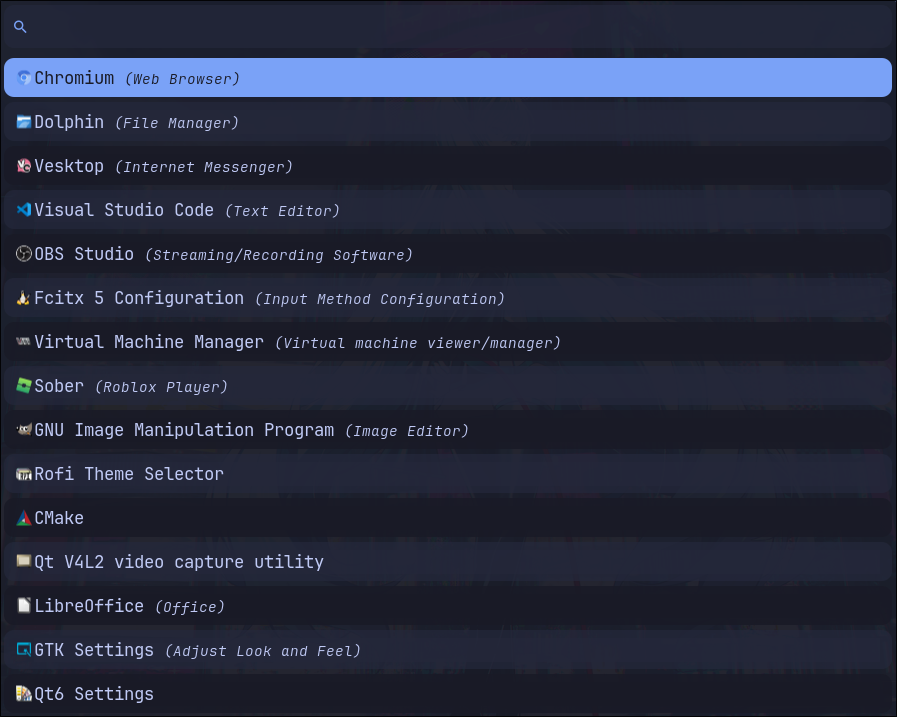 Chromium (Web Browser)
Dolphin (File Manager)
Vesktop (Internet Messenger)
Visual Studio Code (Text Editor)
OBS Studio (Streaming/Recording Software)
Fcitx 5 Configuration (Input Method Configuration)
Virtual Machine Manager (Virtual machine viewer/manager)
Sober (Roblox Player)
GNU Image Manipulation Program (Image Editor)
Rofi Theme Selector
CMake
Qt V4L2 video capture utility
LibreOffice (Office)
GTK Settings (Adjust Look and Feel)
Qt6 Settings